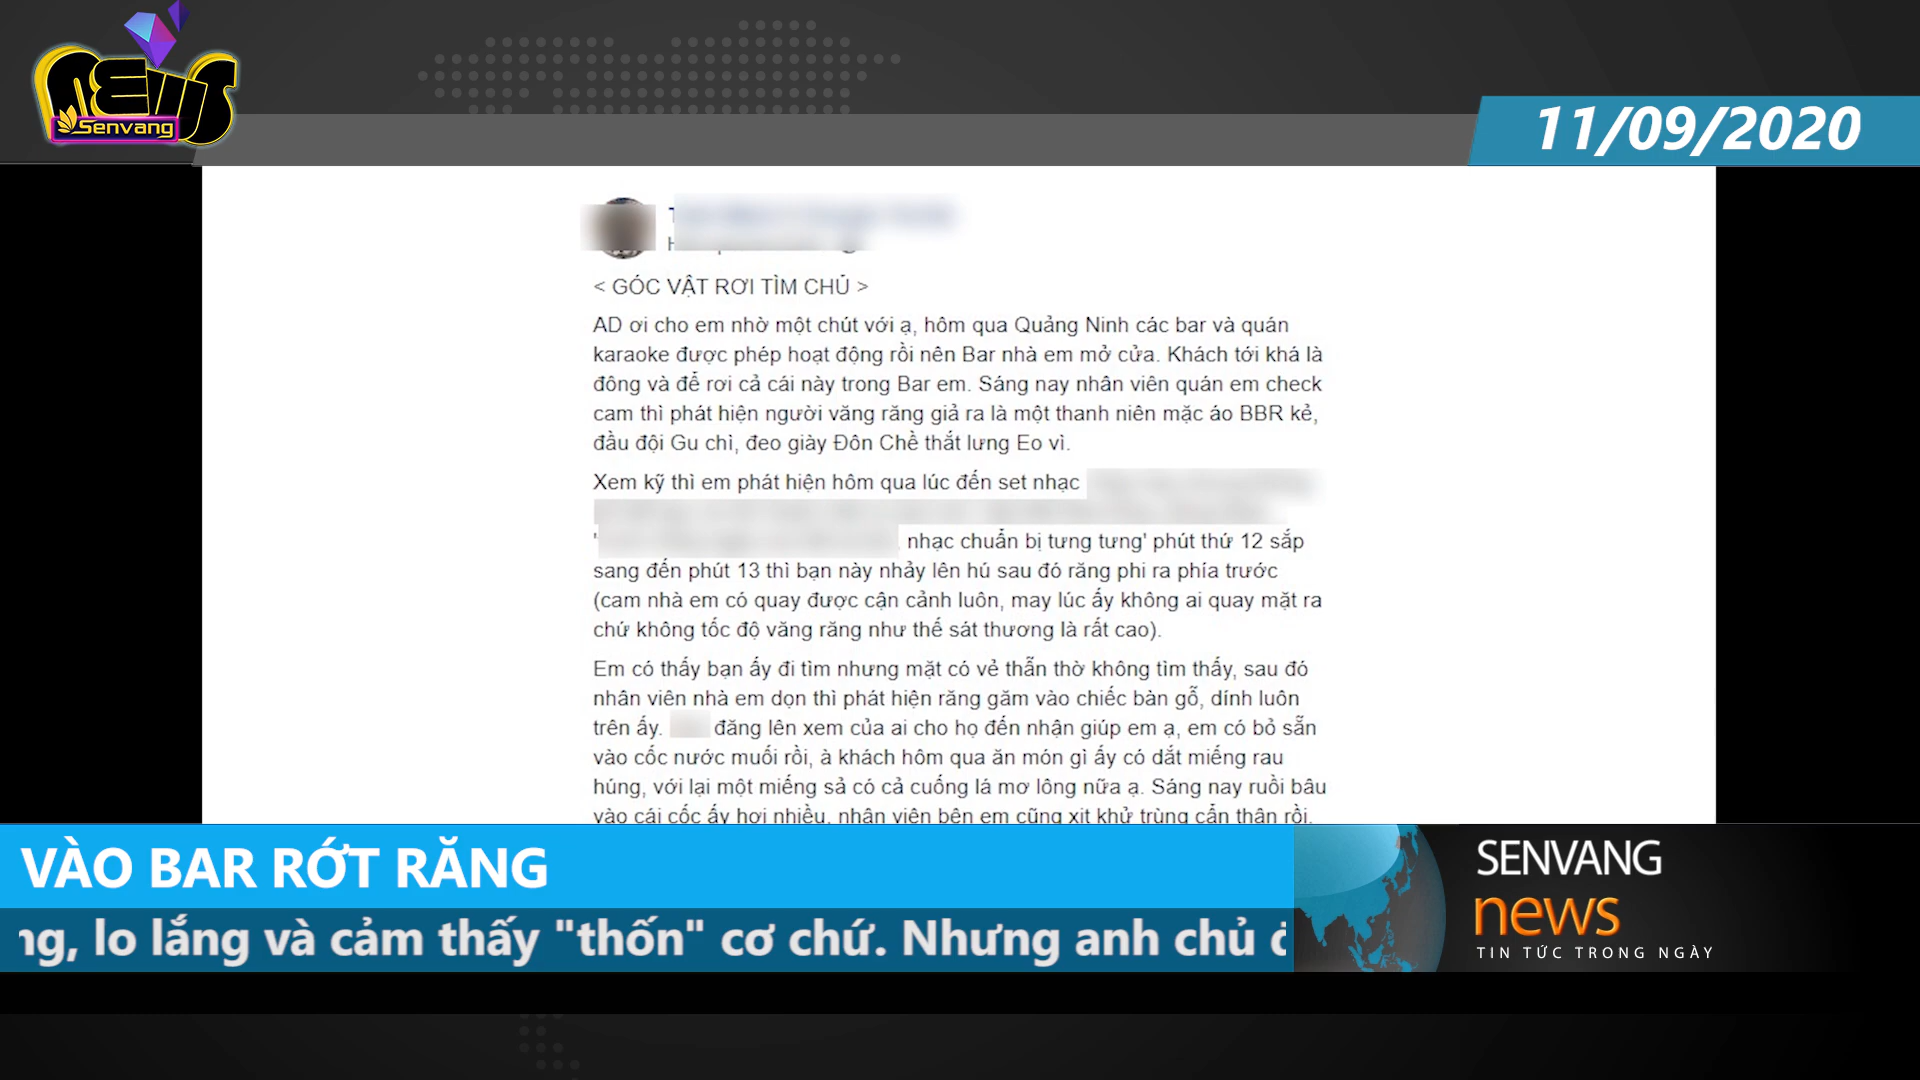 NEWS
Senvang
11/09/2020
< GÓC VẬT RƠI TÌM CHỦ >
AD ơi cho em nhờ một chút với ạ, hôm qua Quảng Ninh các bar và quán
karaoke được phép hoạt động rồi nên Bar nhà em mở cửa. Khách tới khá là
đông và để rơi cả cái này trong Bar em. Sáng nay nhân viên quán em check
cam thì phát hiện người văng răng giả ra là một thanh niên mặc áo BBR kẻ,
đầu đội Gu chì, đeo giày Đôn Chề thắt lưng Eo vì.
Xem kỹ thì em phát hiện hôm qua lúc đến set nhạc
' nhạc chuẩn bị tưng tưng' phút thứ 12 sắp
sang đến phút 13 thì bạn này nhảy lên hú sau đó răng phi ra phía trước
(cam nhà em có quay được cận cảnh luôn, may lúc ấy không ai quay mặt ra
chứ không tốc độ văng răng như thế sát thương là rất cao).
Em có thấy bạn ấy đi tìm nhưng mặt có vẻ thẫn thờ không tìm thấy, sau đó
nhân viên nhà em dọn thì phát hiện răng găm vào chiếc bàn gỗ, dính luôn
trên ấy. đăng lên xem của ai cho họ đến nhận giúp em ạ, em có bỏ sẵn
vào cốc nước muối rồi, à khách hôm qua ăn món gì ấy có dắt miếng rau
húng, với lại một miếng sả có cả cuống lá mơ lông nữa ạ. Sáng nay ruồi bâu
vào cái cốc ấy hơi nhiều, nhân viên bên em cũng xịt khử trùng cẩn thận rồi.
VÀO BAR RỚT RĂNG
ng, lo lắng và cảm thấy "thốn" cơ chứ. Nhưng anh chủ
SENVANG
news
TIN TỨC TRONG NGÀY